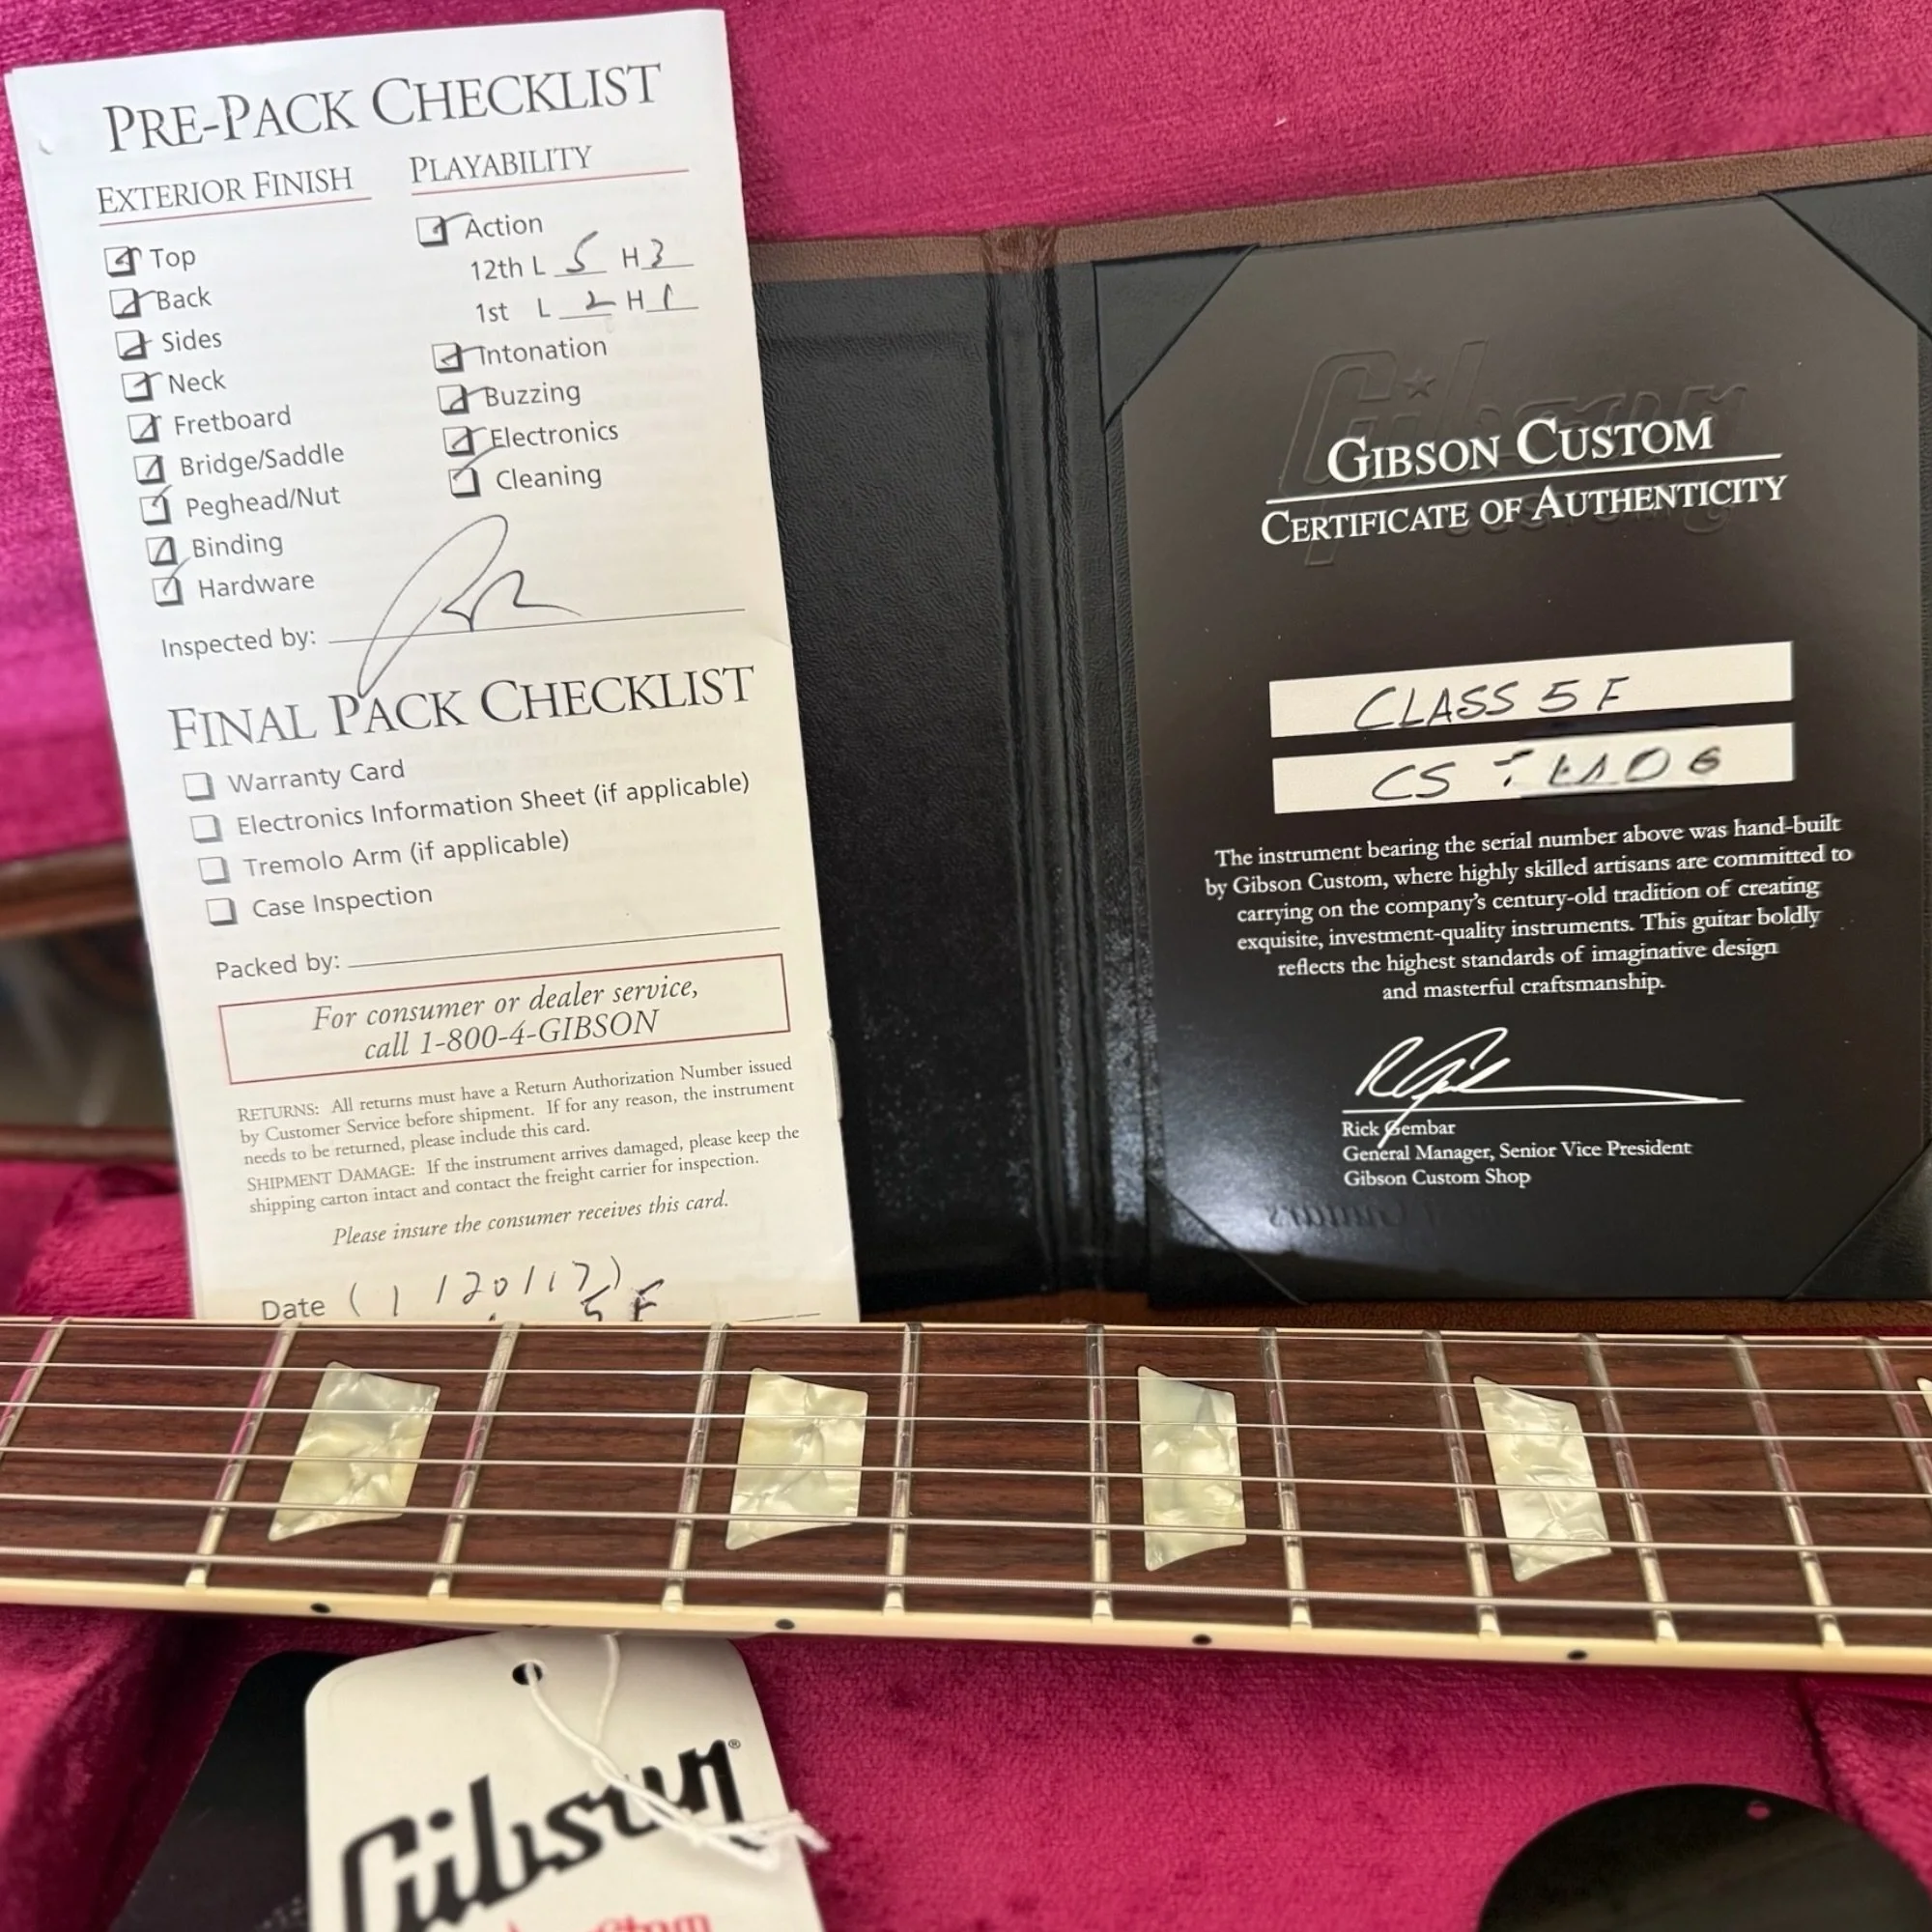 PRE-PACK CHECKLIST
EXTERIOR FINISH
Top
Back
Sides
Neck
Fretboard
Bridge/Saddle
Peghead/Nut
Binding
Hardware
PLAYABILITY
Action
12th L 5 H 3
1st L 2 H 1
Intonation
Buzzing
Electronics
Cleaning
Inspected by:
FINAL PACK CHECKLIST
Warranty Card
Electronics Information Sheet (if applicable)
Tremolo Arm (if applicable)
Case Inspection
Packed by:
For consumer or dealer service,
call 1-800-4-GIBSON
RETURNS: All returns must have a Return Authorization Number issued
by Customer Service before shipment. If for any reason, the instrument
needs to be returned, please include this card.
SHIPMENT DAMAGE: If the instrument arrives damaged, please keep the
shipping carton intact and contact the freight carrier for inspection.
Please insure the consumer receives this card.
Date (1/20/17)
5F
Gibson
Custom
GIBSON CUSTOM
CERTIFICATE OF AUTHENTICITY
CLASS 5 F
CS
The instrument bearing the serial number above was hand-built
by Gibson Custom, where highly skilled artisans are committed to
carrying on the company's century-old tradition of creating
exquisite, investment-quality instruments. This guitar boldly
reflects the highest standards of imaginative design
and masterful craftsmanship.
Rick Gembar
General Manager, Senior Vice President
Gibson Custom Shop
Gibson®